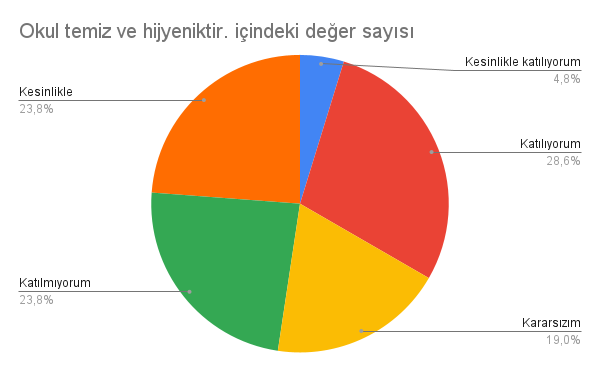 Okul temiz ve hijyeniktir. içindeki değer sayısı
Kesinlikle katılıyorum
4,8%
Katılıyorum
28,6%
Kararsızım
19,0%
Katılmıyorum
23,8%
Kesinlikle
23,8%